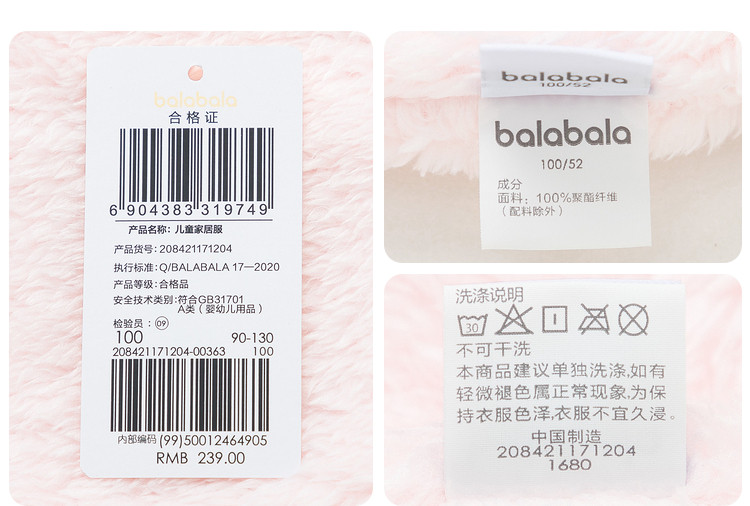 balabala
合格证
6 904383 319749
产品名称: 儿童家居服
产品货号: 208421171204
执行标准: Q/BALABALA 17—2020
产品等级: 合格品
安全技术类别: 符合GB31701
A类 (婴幼儿用品)
检验员: 09
100 90-130
208421171204-00363 100
内部编码 (99)50012464905
RMB 239.00
balabala
100/52
balabala
100/52
成分
面料: 100%聚酯纤维
(配料除外)
洗涤说明
30
不可干洗
本商品建议单独洗涤,如有
轻微褪色属正常现象,为保
持衣服色泽,衣服不宜久浸。
中国制造
208421171204
1680